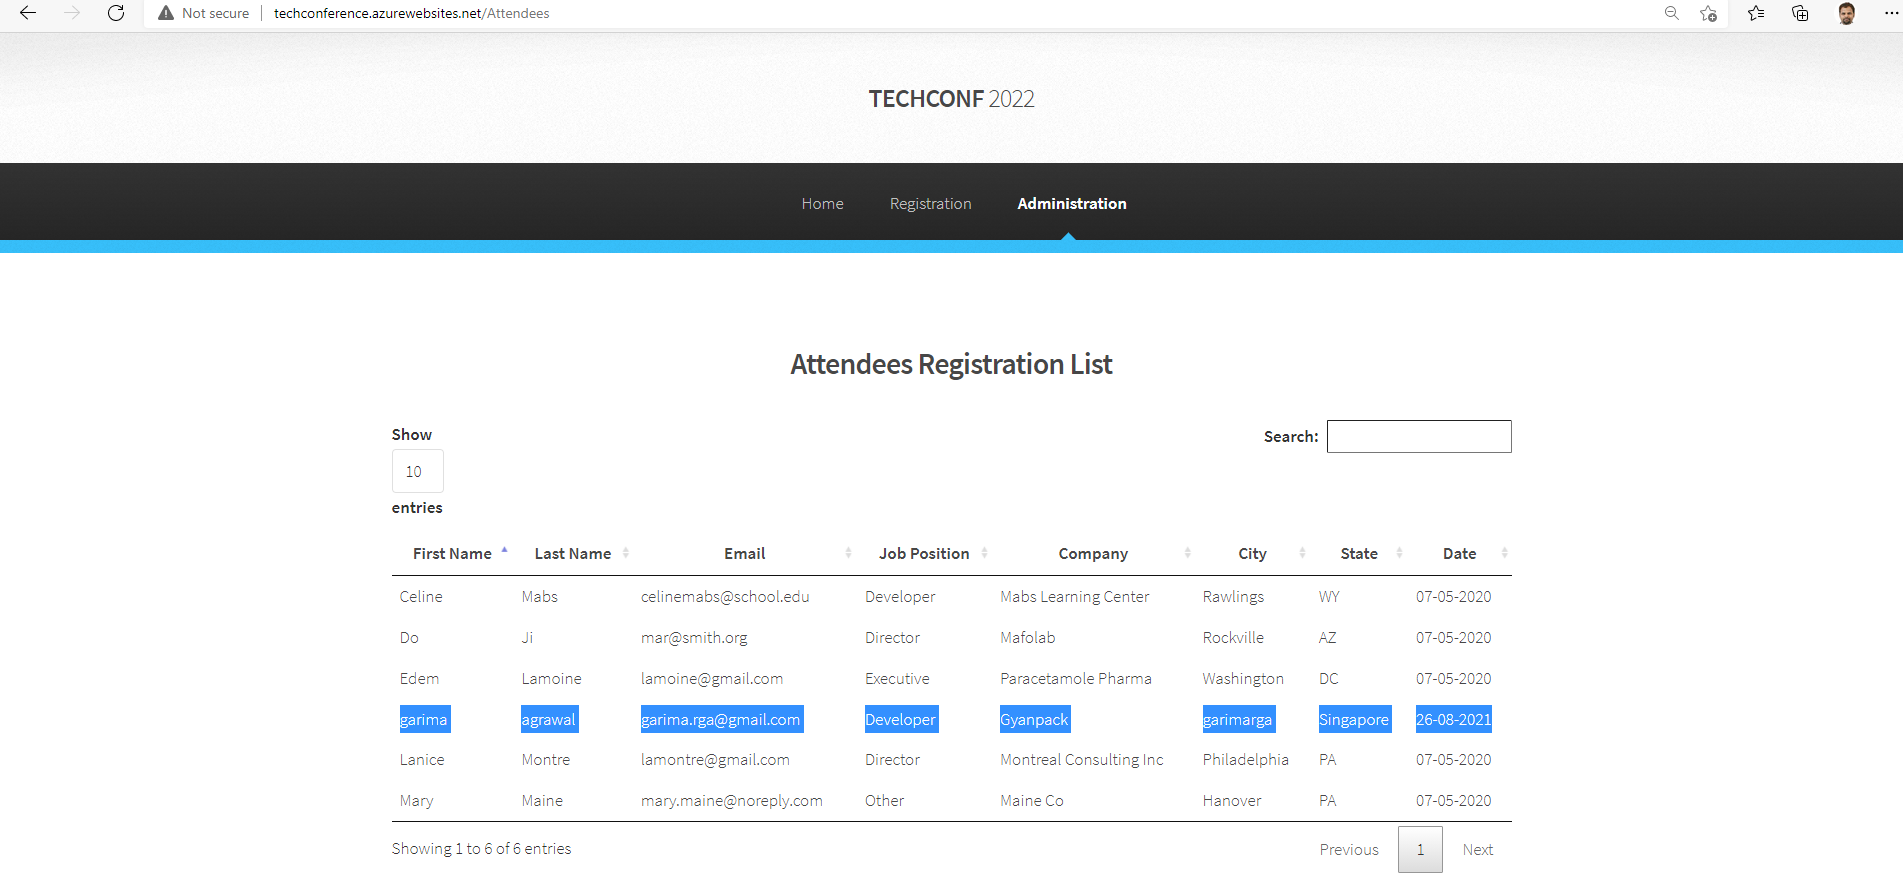 Not secure techconference.azurewebsites.net/Attendees
TECHCONF 2022
Home Registration Administration
Attendees Registration List
Show
Search:
10
entries
First Name Last Name Email Job Position Company City State Date
Celine Mabs celinemabs@school.edu Developer Mabs Learning Center Rawlings WY 07-05-2020
Do Ji mar@smith.org Director Mafolab Rockville AZ 07-05-2020
Edem Lamoine lamoine@gmail.com Executive Paracetamole Pharma Washington DC 07-05-2020
garima agrawal garima.rga@gmail.com Developer Gyanpack garimarga Singapore 26-08-2021
Lanice Montre lamontre@gmail.com Director Montreal Consulting Inc Philadelphia PA 07-05-2020
Mary Maine mary.maine@noreply.com Other Maine Co Hanover PA 07-05-2020
Showing 1 to 6 of 6 entries Previous 1 Next